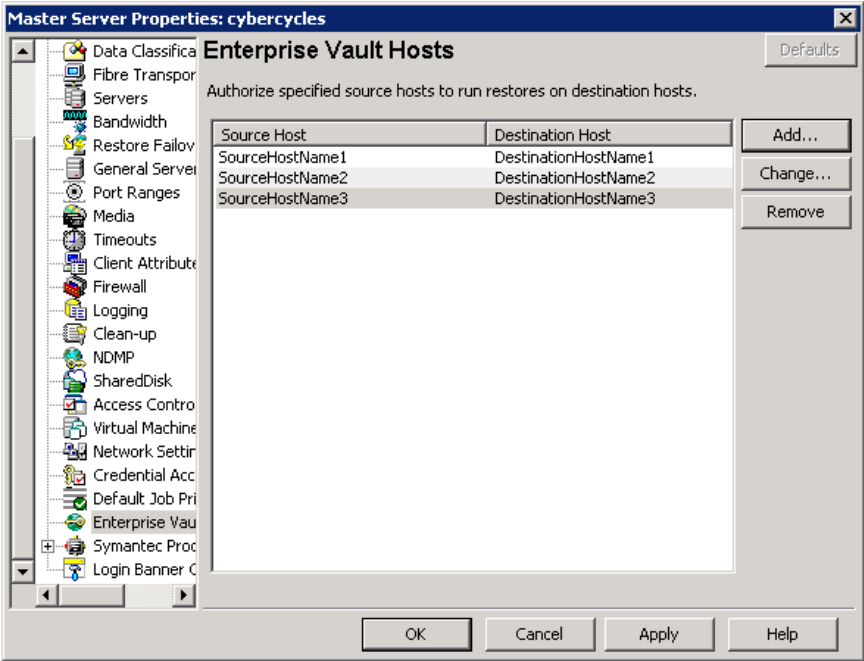 Master Server Properties: cybercycles
Data Classifica
Fibre Transpor
Servers
Bandwidth
Restore Failov
General Server
Port Ranges
Media
Timeouts
Client Attribute
Firewall
Logging
Clean-up
NDMP
SharedDisk
Access Contro
Virtual Machine
Network Settin
Credential Acc
Default Job Pri
Enterprise Vau
Symantec Prod
Login Banner C
Enterprise Vault Hosts
Defaults
Authorize specified source hosts to run restores on destination hosts.
Source Host Destination Host
SourceHostName1 DestinationHostName1
SourceHostName2 DestinationHostName2
SourceHostName3 DestinationHostName3
Add...
Change...
Remove
OK Cancel Apply Help